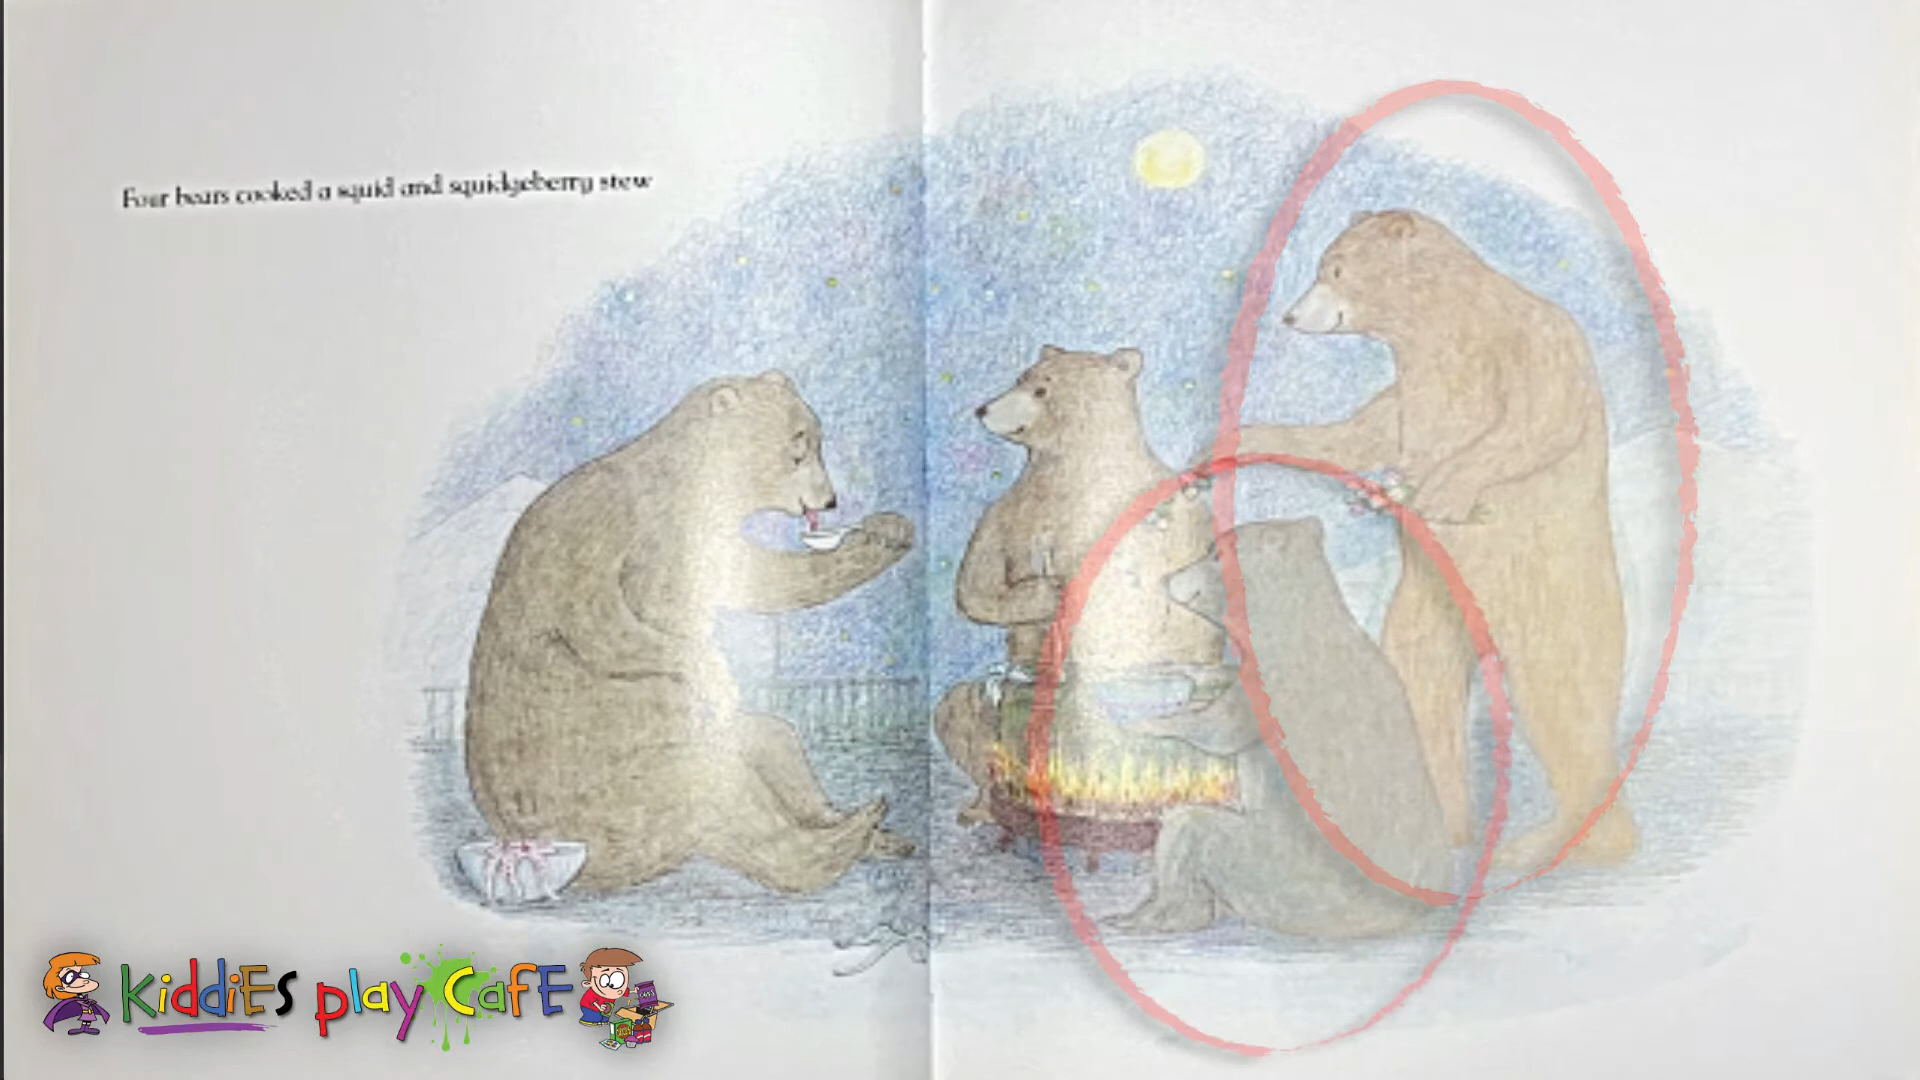 Four bears cooked a squid and squidgeberry stew
KiddiEs play CafE